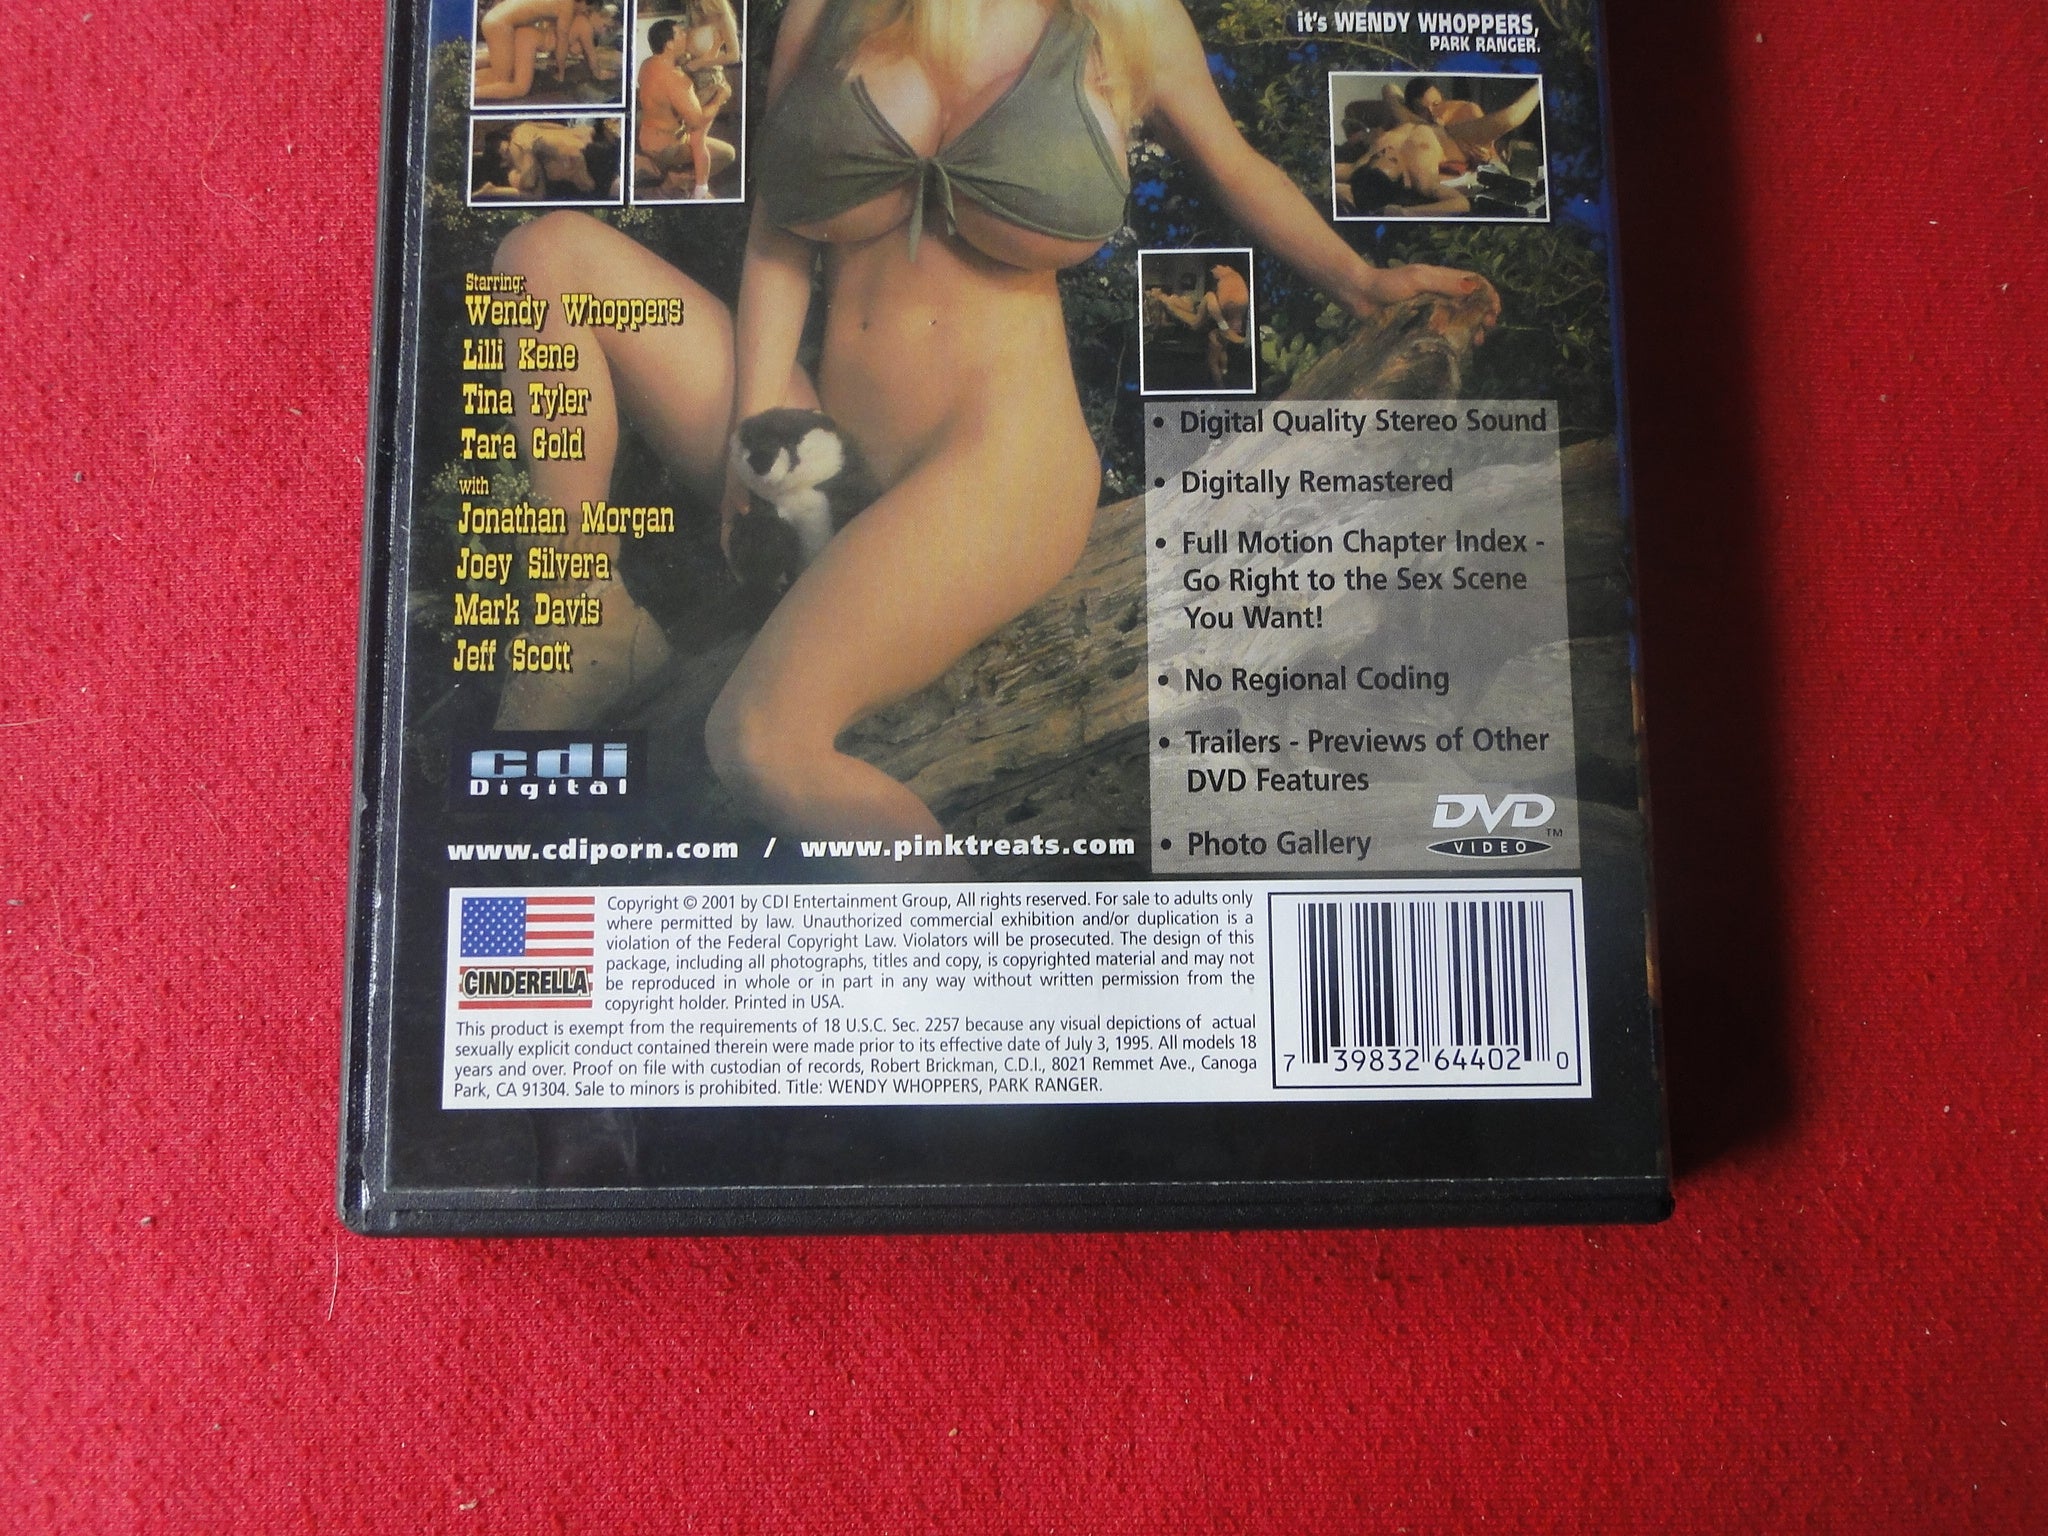 it's WENDY WHOPPERS,
PARK RANGER.
Starring:
Wendy Whoppers
Lilli Kene
Tina Tyler
Tara Gold
with
Jonathan Morgan
Joey Silvera
Mark Davis
Jeff Scott
• Digital Quality Stereo Sound
• Digitally Remastered
• Full Motion Chapter Index -
Go Right to the Sex Scene
You Want!
• No Regional Coding
• Trailers - Previews of Other
DVD Features
• Photo Gallery
DVD TM
VIDEO
cdi
Digital
www.cdiporn.com / www.pinktreats.com
CINDERELLA
Copyright © 2001 by CDI Entertainment Group, All rights reserved. For sale to adults only
where permitted by law. Unauthorized commercial exhibition and/or duplication is a
violation of the Federal Copyright Law. Violators will be prosecuted. The design of this
package, including all photographs, titles and copy, is copyrighted material and may not
be reproduced in whole or in part in any way without written permission from the
copyright holder. Printed in USA.
This product is exempt from the requirements of 18 U.S.C. Sec. 2257 because any visual depictions of actual
sexually explicit conduct contained therein were made prior to its effective date of July 3, 1995. All models 18
years and over. Proof on file with custodian of records, Robert Brickman, C.D.I., 8021 Remmet Ave., Canoga
Park, CA 91304. Sale to minors is prohibited. Title: WENDY WHOPPERS, PARK RANGER.
7 39832 64402 0